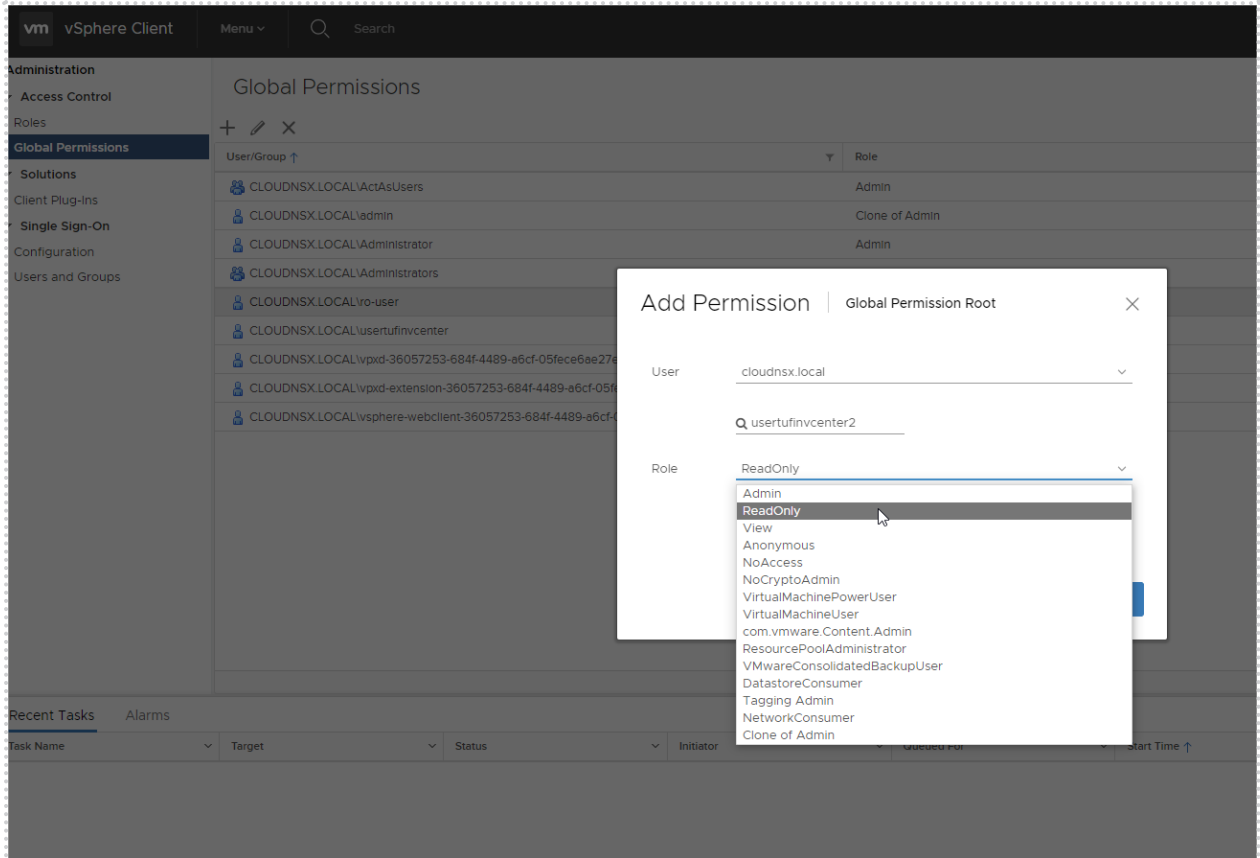 vm vSphere Client Menu Search
Administration
Access Control
Roles
Global Permissions
Solutions
Client Plug-Ins
Single Sign-On
Configuration
Users and Groups
Global Permissions
User/Group Role
CLOUDNSX.LOCAL\ActAsUsers Admin
CLOUDNSX.LOCAL\admin Clone of Admin
CLOUDNSX.LOCAL\Administrator Admin
CLOUDNSX.LOCAL\Administrators
CLOUDNSX.LOCAL\ro-user
CLOUDNSX.LOCAL\usertufinvcenter
CLOUDNSX.LOCAL\vpxd-36057253-684f-4489-a6cf-05fece6ae27e
CLOUDNSX.LOCAL\vpxd-extension-36057253-684f-4489-a6cf-05fe
CLOUDNSX.LOCAL\vsphere-webclient-36057253-684f-4489-a6cf-0
Add Permission Global Permission Root
User cloudnsx.local
usertufinvcenter2
Role ReadOnly
Admin
ReadOnly
View
Anonymous
NoAccess
NoCryptoAdmin
VirtualMachinePowerUser
VirtualMachineUser
com.vmware.Content.Admin
ResourcePoolAdministrator
VMwareConsolidatedBackupUser
DatastoreConsumer
Tagging Admin
NetworkConsumer
Clone of Admin
Recent Tasks Alarms
Task Name Target Status Initiator Queued For Start Time